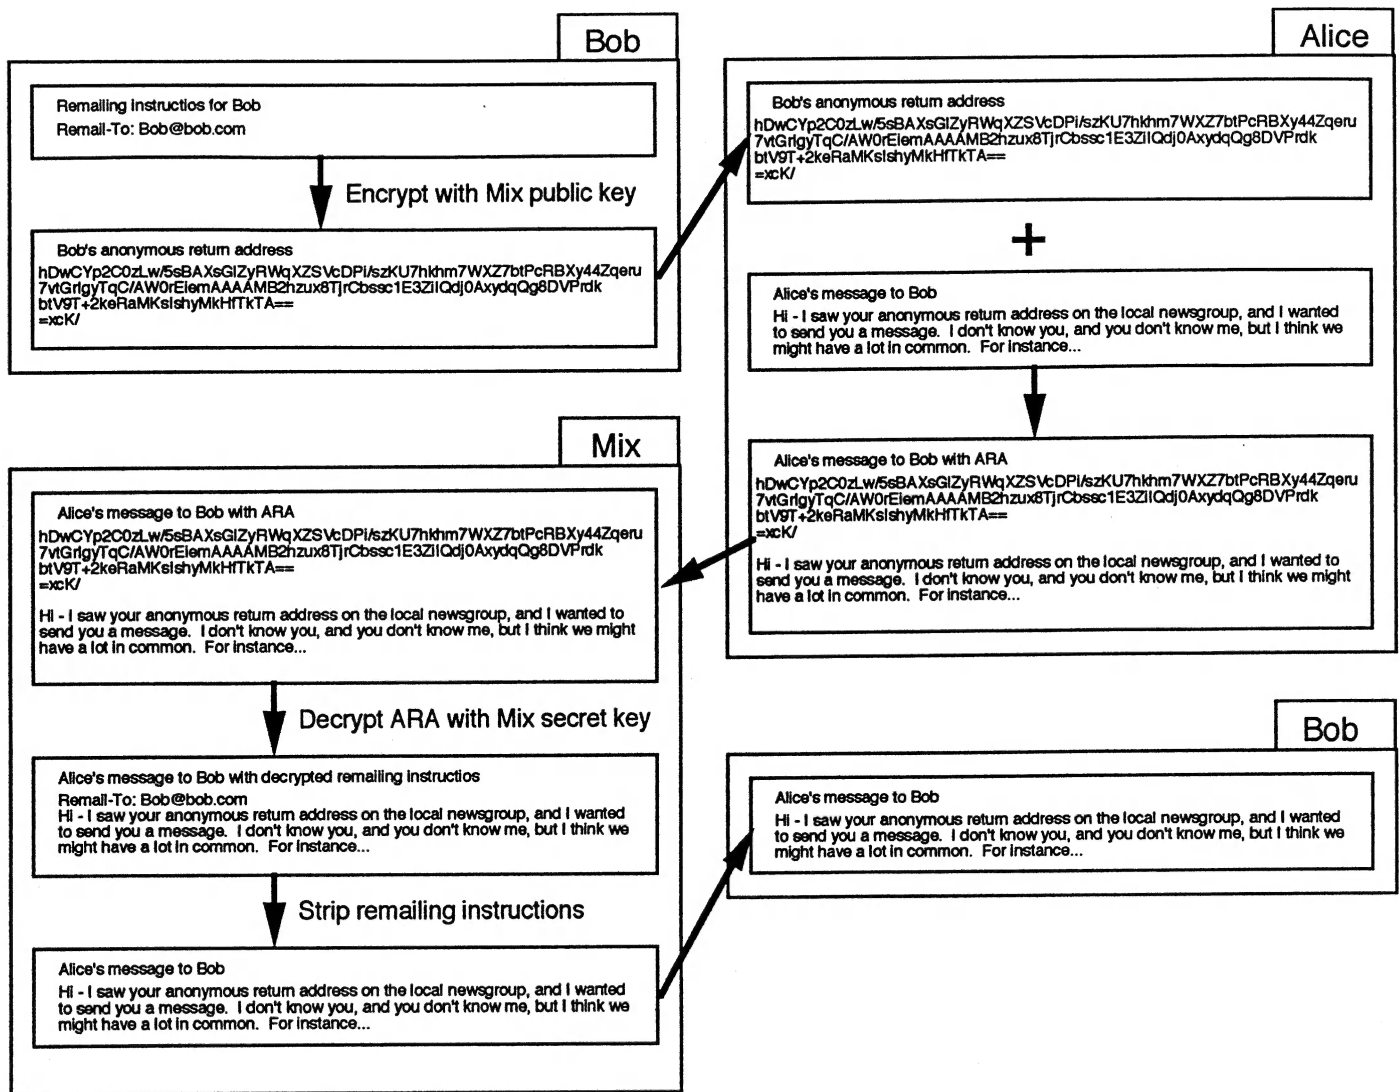 Bob
Remailing instructios for Bob
Remail-To: Bob@bob.com
Encrypt with Mix public key
Bob's anonymous return address
hDwCYp2C0zLw/5sBAXsGlZyRWqXZSVcDPi/szKU7hkhm7WXZ7btPcRBXy44Zqeru
7vtGrlgyTqC/AW0rEiemAAAAMB2hzux8TjrCbssc1E3ZilQdj0AxydqQg8DVPrdk
btV9T+2keRaMKsIshyMkHfTkTA==
=xcK/
Alice
Bob's anonymous return address
hDwCYp2C0zLw/5sBAXsGlZyRWqXZSVcDPi/szKU7hkhm7WXZ7btPcRBXy44Zqeru
7vtGrlgyTqC/AW0rEiemAAAAMB2hzux8TjrCbssc1E3ZilQdj0AxydqQg8DVPrdk
btV9T+2keRaMKsIshyMkHfTkTA==
=xcK/
+
Alice's message to Bob
Hi - I saw your anonymous return address on the local newsgroup, and I wanted
to send you a message. I don't know you, and you don't know me, but I think we
might have a lot in common. For instance...
Alice's message to Bob with ARA
hDwCYp2C0zLw/5sBAXsGlZyRWqXZSVcDPi/szKU7hkhm7WXZ7btPcRBXy44Zqeru
7vtGrlgyTqC/AW0rEiemAAAAMB2hzux8TjrCbssc1E3ZilQdj0AxydqQg8DVPrdk
btV9T+2keRaMKsIshyMkHfTkTA==
=xcK/
Hi - I saw your anonymous return address on the local newsgroup, and I wanted to
send you a message. I don't know you, and you don't know me, but I think we might
have a lot in common. For instance...
Mix
Alice's message to Bob with ARA
hDwCYp2C0zLw/5sBAXsGlZyRWqXZSVcDPi/szKU7hkhm7WXZ7btPcRBXy44Zqeru
7vtGrlgyTqC/AW0rEiemAAAAMB2hzux8TjrCbssc1E3ZilQdj0AxydqQg8DVPrdk
btV9T+2keRaMKsIshyMkHfTkTA==
=xcK/
Hi - I saw your anonymous return address on the local newsgroup, and I wanted to
send you a message. I don't know you, and you don't know me, but I think we might
have a lot in common. For instance...
Decrypt ARA with Mix secret key
Alice's message to Bob with decrypted remailing instructios
Remail-To: Bob@bob.com
Hi - I saw your anonymous return address on the local newsgroup, and I wanted
to send you a message. I don't know you, and you don't know me, but I think we
might have a lot in common. For instance...
Strip remailing instructions
Alice's message to Bob
Hi - I saw your anonymous return address on the local newsgroup, and I wanted
to send you a message. I don't know you, and you don't know me, but I think we
might have a lot in common. For instance...
Bob
Alice's message to Bob
Hi - I saw your anonymous return address on the local newsgroup, and I wanted
to send you a message. I don't know you, and you don't know me, but I think we
might have a lot in common. For instance...